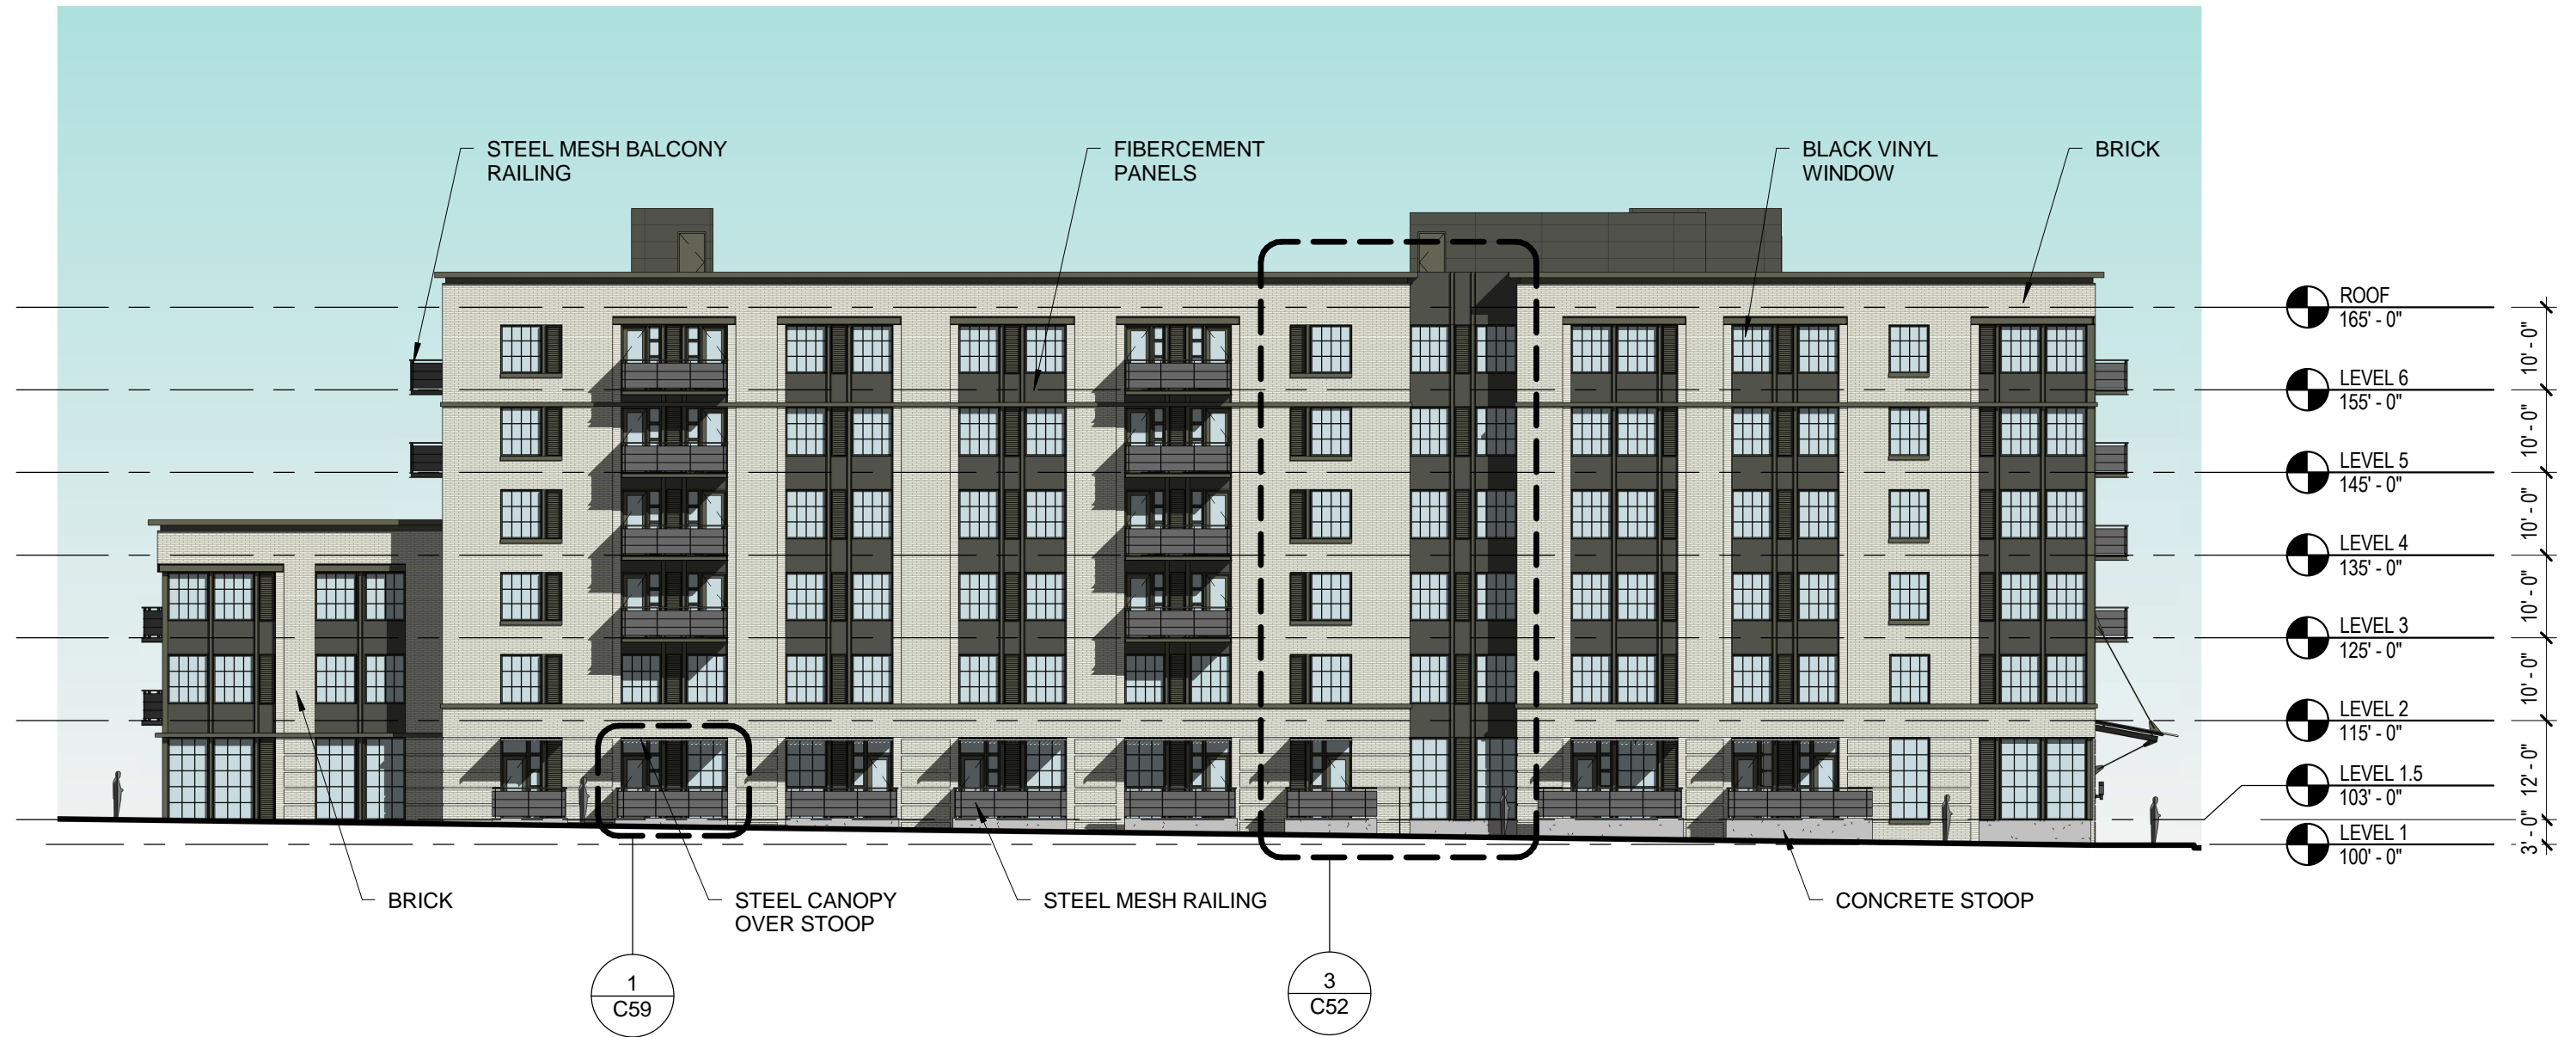 STEEL MESH BALCONY
RAILING
FIBERCEMENT
PANELS
BLACK VINYL
WINDOW
BRICK
ROOF
165' - 0"
10' - 0"
LEVEL 6
155' - 0"
10' - 0"
LEVEL 5
145' - 0"
10' - 0"
LEVEL 4
135' - 0"
10' - 0"
LEVEL 3
125' - 0"
10' - 0"
LEVEL 2
115' - 0"
12' - 0"
LEVEL 1.5
103' - 0"
3' - 0"
LEVEL 1
100' - 0"
BRICK
STEEL CANOPY
OVER STOOP
STEEL MESH RAILING
CONCRETE STOOP
1
C59
3
C52